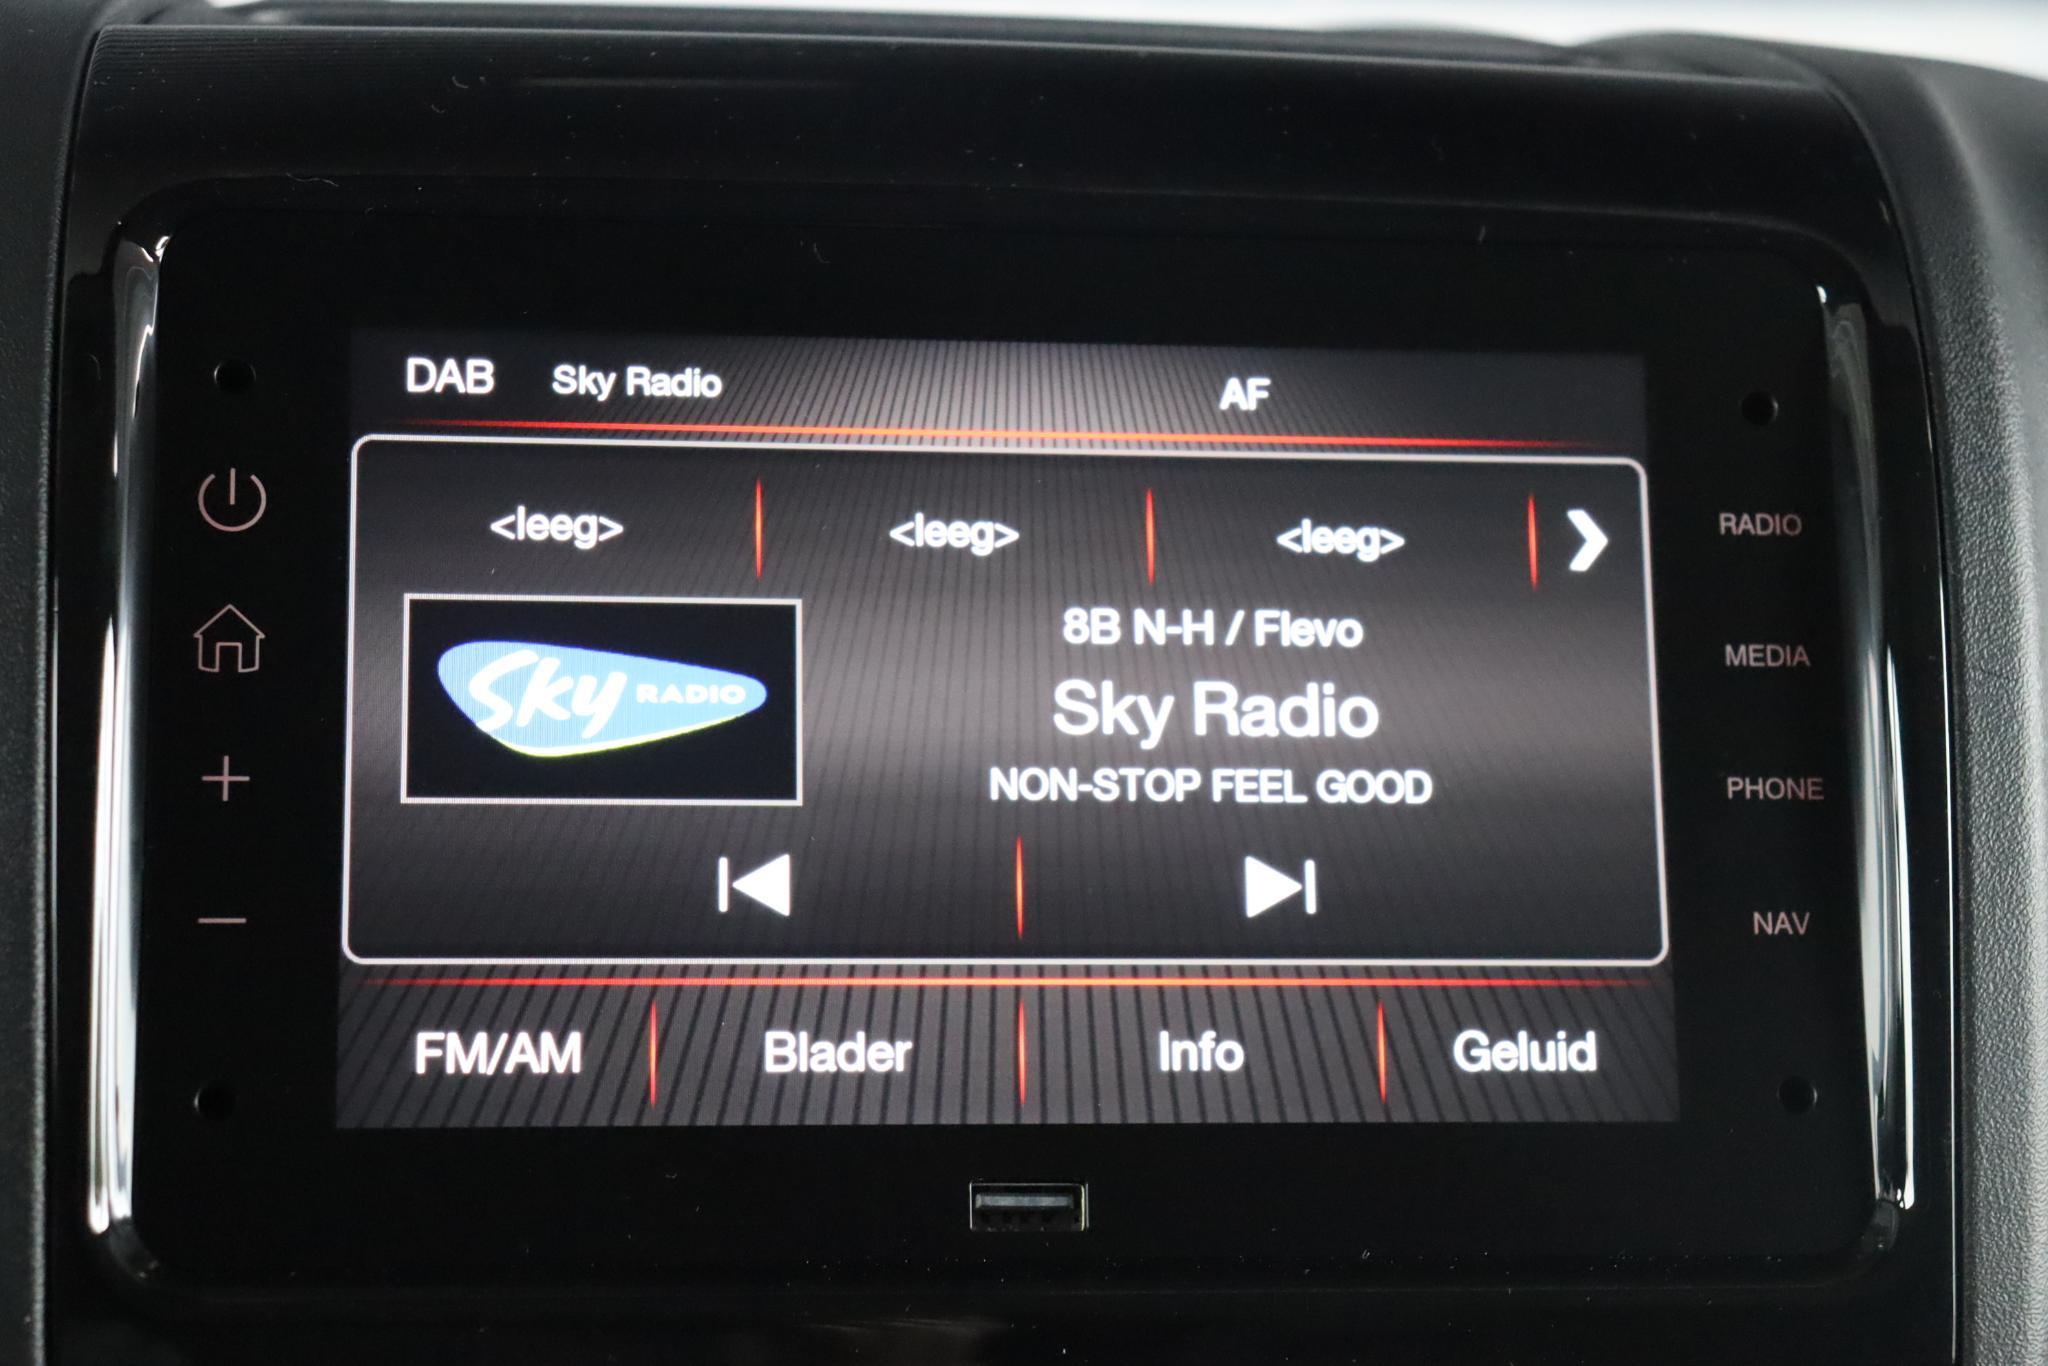 DAB Sky Radio AF
<leeg> <leeg> <leeg>
8B N-H / Flevo
Sky RADIO
Sky Radio
NON-STOP FEEL GOOD
FM/AM Blader Info Geluid
RADIO
MEDIA
PHONE
NAV